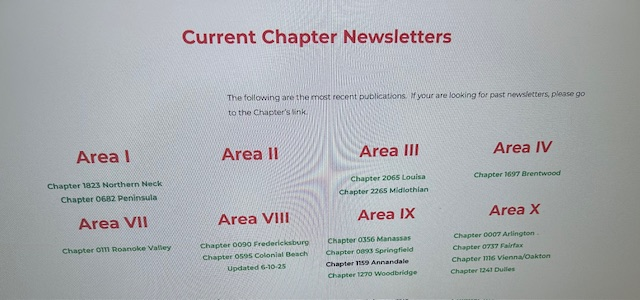 Current Chapter Newsletters
The following are the most recent publications. If your are looking for past newsletters, please go
to the Chapter's link.
Area I
Chapter 1823 Northern Neck
Chapter 0682 Peninsula
Area II
Area III
Chapter 2065 Louisa
Chapter 2265 Midlothian
Area IV
Chapter 1697 Brentwood
Area VII
Chapter 0111 Roanoke Valley
Area VIII
Chapter 0090 Fredericksburg
Chapter 0595 Colonial Beach
Updated 6-10-25
Area IX
Chapter 0356 Manassas
Chapter 0893 Springfield
Chapter 1159 Annandale
Chapter 1270 Woodbridge
Area X
Chapter 0007 Arlington .
Chapter 0737 Fairfax
Chapter 1116 Vienna/Oakton
Chapter 1241 Dulles